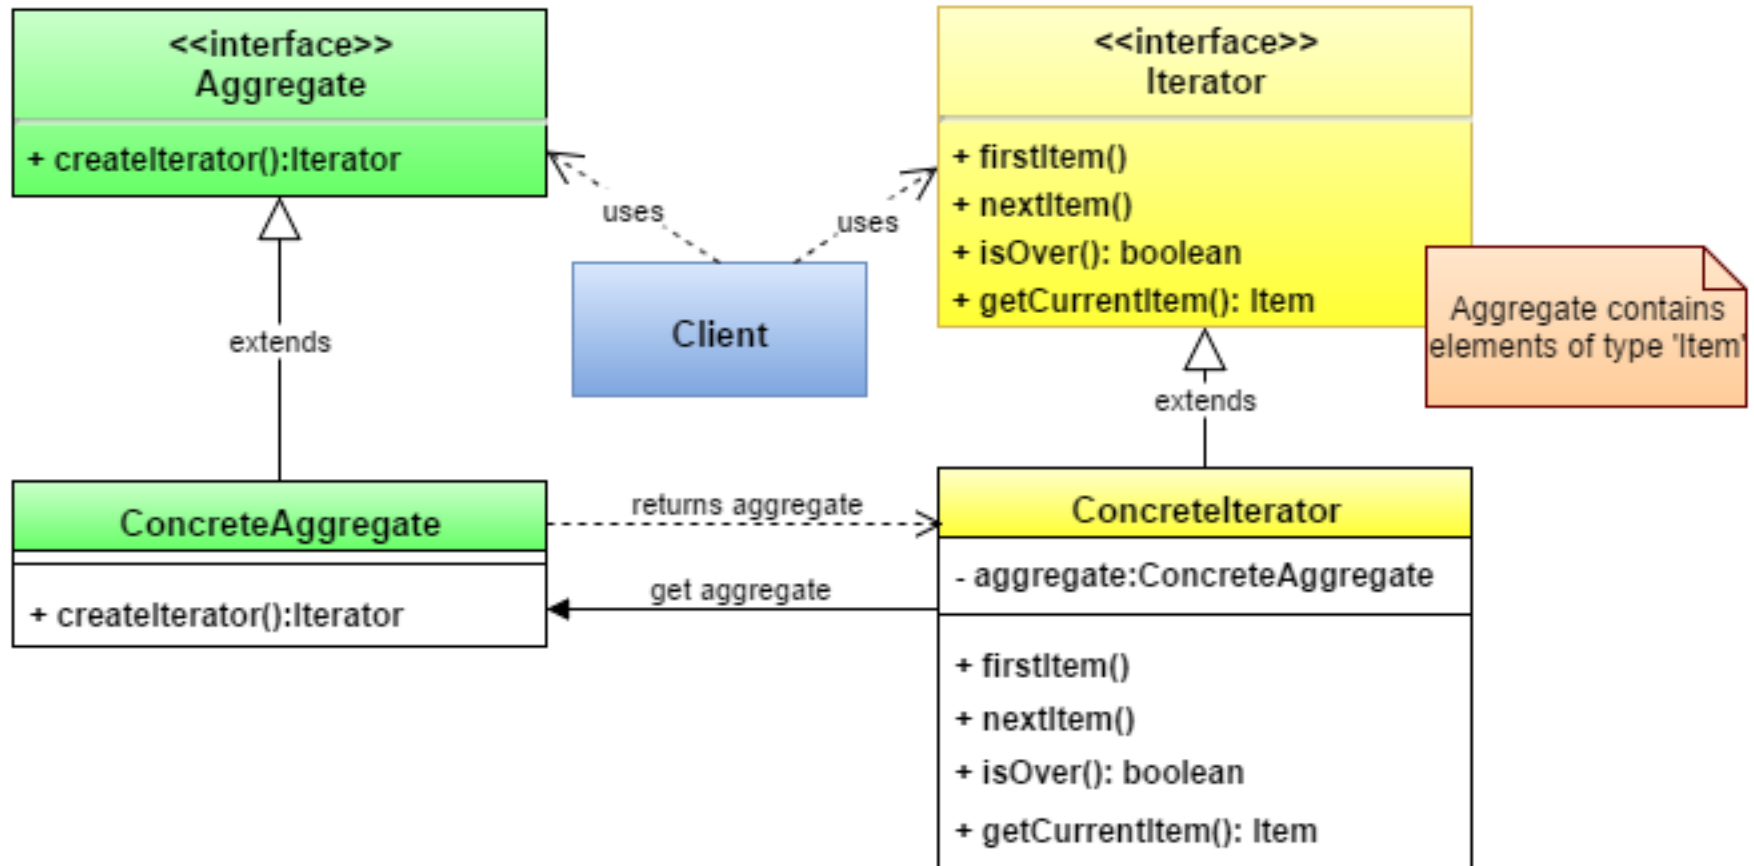 <<interface>>
Aggregate
+ createIterator():Iterator
<<interface>>
Iterator
+ firstItem()
+ nextItem()
+ isOver(): boolean
+ getCurrentItem(): Item
uses
uses
Client
Aggregate contains
elements of type 'Item'
extends
extends
ConcreteAggregate
+ createIterator():Iterator
returns aggregate
get aggregate
ConcreteIterator
- aggregate:ConcreteAggregate
+ firstItem()
+ nextItem()
+ isOver(): boolean
+ getCurrentItem(): Item